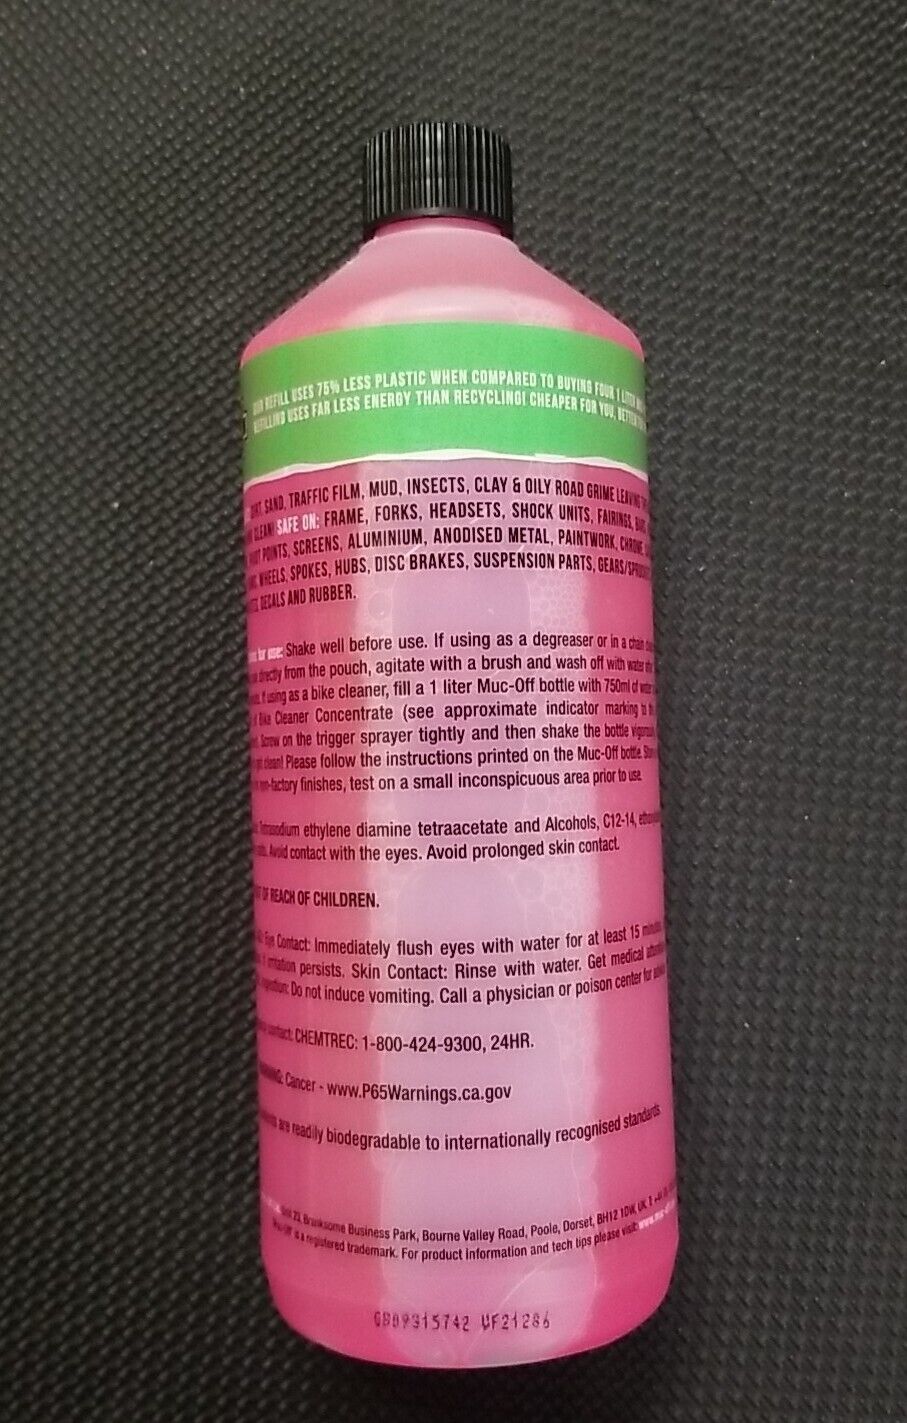 OUR REFILL USES 75% LESS PLASTIC WHEN COMPARED TO BUYING FOUR 1 LITER
REFILLING USES FAR LESS ENERGY THAN RECYCLING! CHEAPER FOR YOU, BETTER
DIRT, SAND, TRAFFIC FILM, MUD, INSECTS, CLAY & OILY ROAD GRIME LEAVING
CLEAN! SAFE ON: FRAME, FORKS, HEADSETS, SHOCK UNITS, FAIRINGS,
POINTS, SCREENS, ALUMINIUM, ANODISED METAL, PAINTWORK, CHROME,
WHEELS, SPOKES, HUBS, DISC BRAKES, SUSPENSION PARTS, GEARS/
DECALS AND RUBBER.
for use: Shake well before use. If using as a degreaser or in a chain
directly from the pouch, agitate with a brush and wash off with water
If using as a bike cleaner, fill a 1 liter Muc-Off bottle with 750ml of
Bike Cleaner Concentrate (see approximate indicator marking to the
Screw on the trigger sprayer tightly and then shake the bottle vigorously
get clean! Please follow the instructions printed on the Muc-Off bottle.
non-factory finishes, test on a small inconspicuous area prior to use.
Tetrasodium ethylene diamine tetraacetate and Alcohols, C12-14,
Avoid contact with the eyes. Avoid prolonged skin contact.
OF REACH OF CHILDREN.
Eye Contact: Immediately flush eyes with water for at least 15
if irritation persists. Skin Contact: Rinse with water. Get medical
Ingestion: Do not induce vomiting. Call a physician or poison center for
contact: CHEMTREC: 1-800-424-9300, 24HR.
WARNING: Cancer - www.P65Warnings.ca.gov
are readily biodegradable to internationally recognised standards.
Unit 23, Branksome Business Park, Bourne Valley Road, Poole, Dorset, BH12 1DW, UK.
Muc-Off is a registered trademark. For product information and tech tips please visit:
GB09315742 VF21286